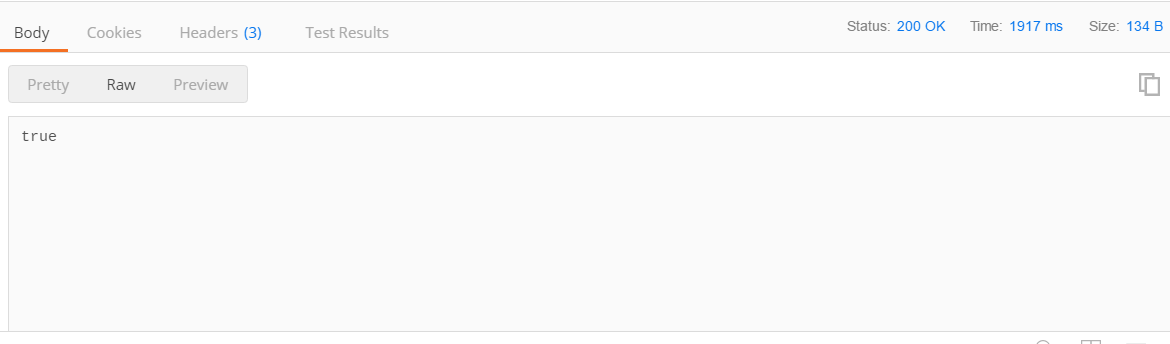 Body Cookies Headers (3) Test Results Status: 200 OK Time: 1917 ms Size: 134 B
Pretty Raw Preview
true